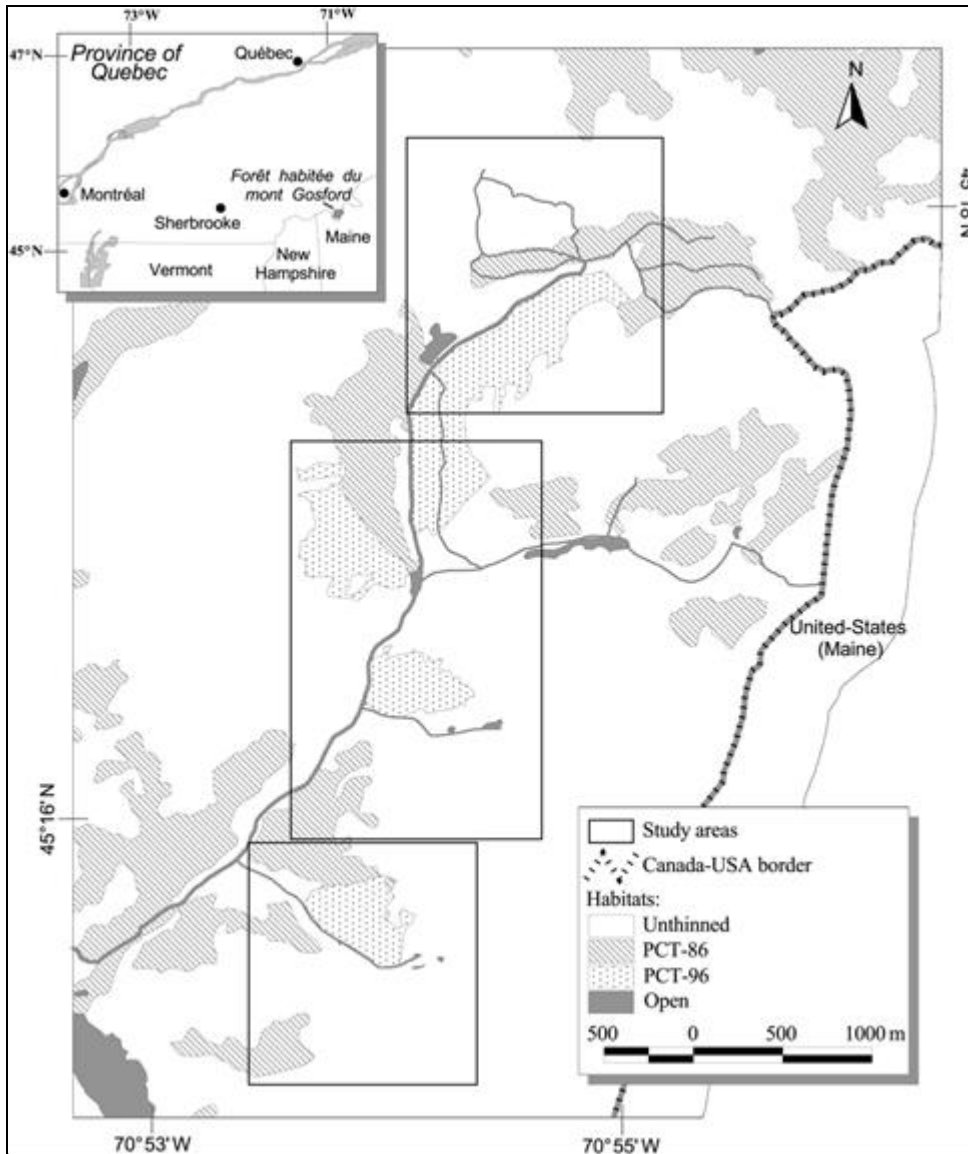 73°W
71°W
47°N
Province of
Quebec
Québec
Montréal
Forêt habitée du
mont Gosford
Sherbrooke
Maine
45°N
New
Hampshire
Vermont
N
45°18'N
United-States
(Maine)
45°16'N
Study areas
Canada-USA border
Habitats:
Unthinned
PCT-86
PCT-96
Open
500 0 500 1000 m
70°53'W
70°55'W